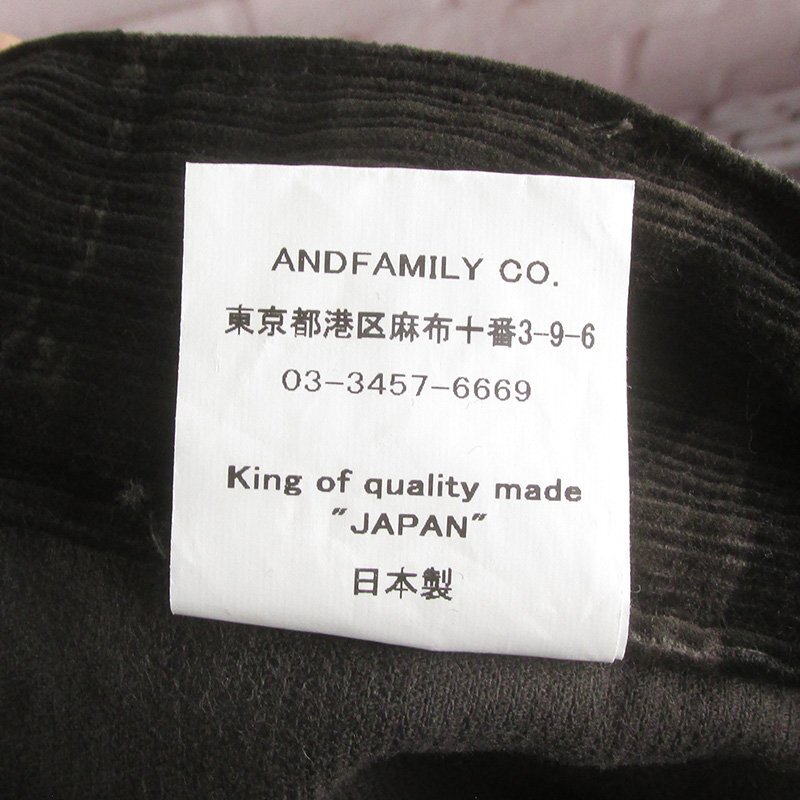 ANDFAMILY CO.
東京都港区麻布十番3-9-6
03-3457-6669
King of quality made
"JAPAN"
日本製